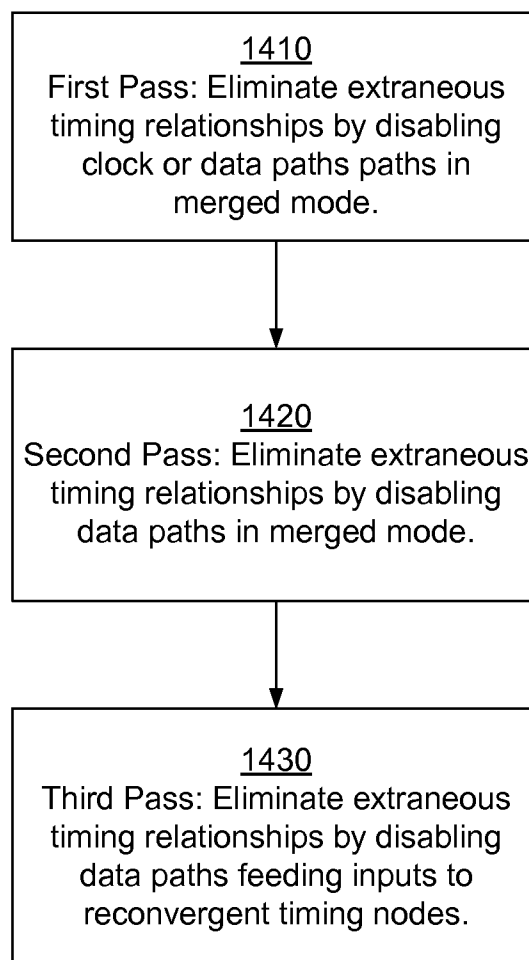 1410
First Pass: Eliminate extraneous
timing relationships by disabling
clock or data paths paths in
merged mode.
1420
Second Pass: Eliminate extraneous
timing relationships by disabling
data paths in merged mode.
1430
Third Pass: Eliminate extraneous
timing relationships by disabling
data paths feeding inputs to
reconvergent timing nodes.